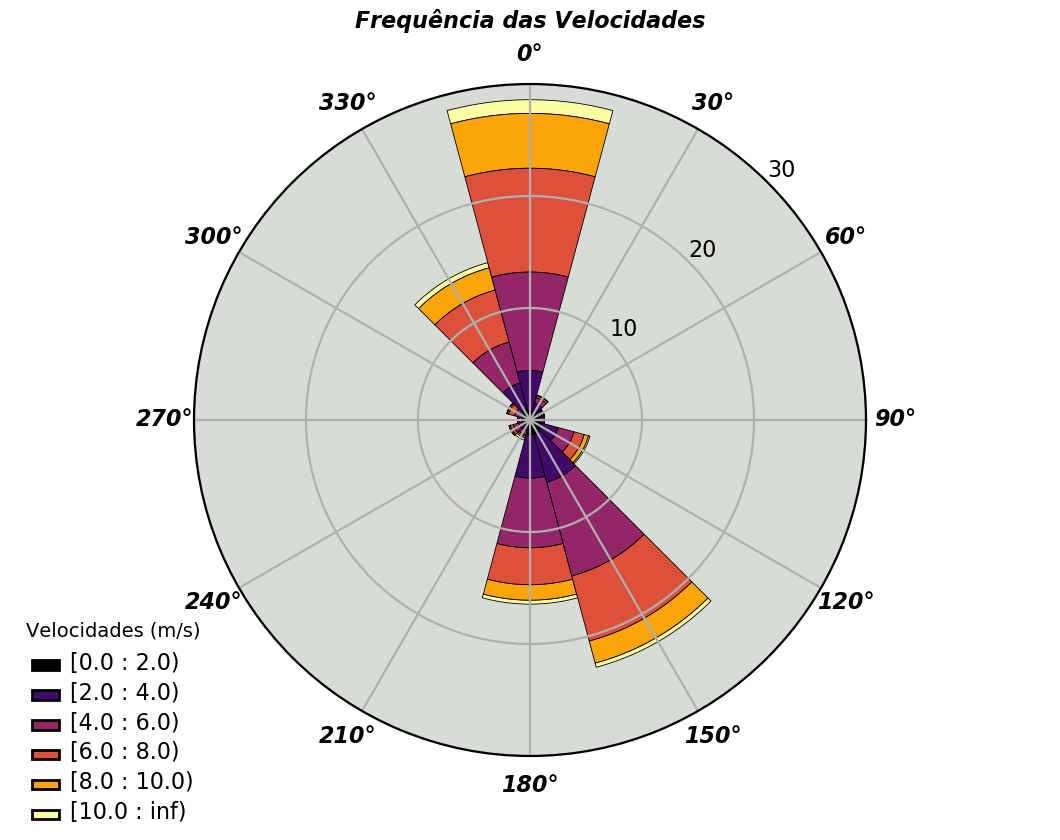 Frequência das Velocidades
0°
330°
30°
30
300°
60°
20
10
270°
90°
240°
120°
Velocidades (m/s)
[0.0 : 2.0)
[2.0 : 4.0)
[4.0 : 6.0)
210°
150°
[6.0 : 8.0)
180°
[8.0 : 10.0)
[10.0 : inf)